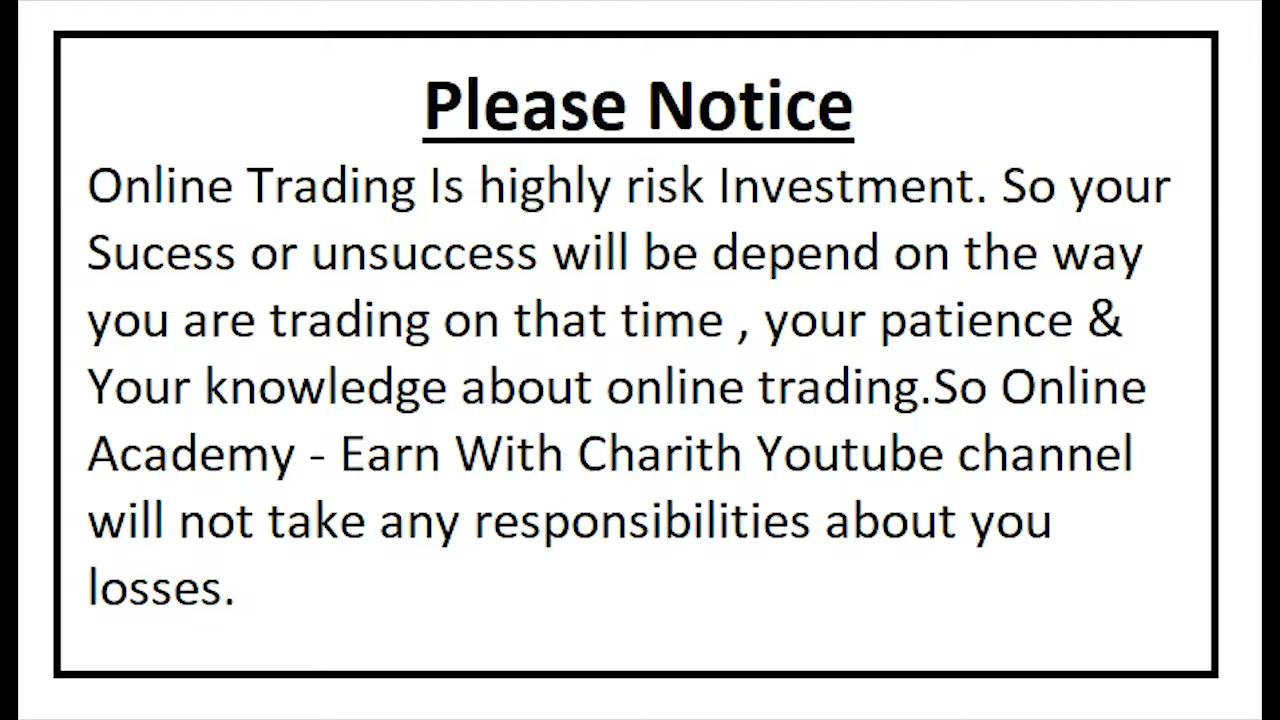 Please Notice
Online Trading Is highly risk Investment. So your
Sucess or unsuccess will be depend on the way
you are trading on that time , your patience &
Your knowledge about online trading.So Online
Academy - Earn With Charith Youtube channel
will not take any responsibilities about you
losses.